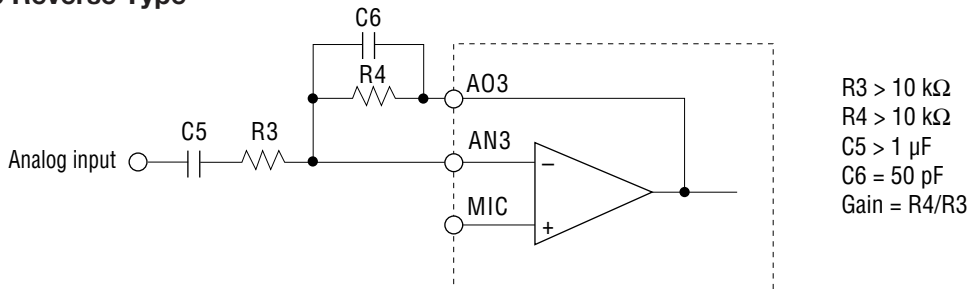 Reverse Type
C6
R4
AO3
C5
R3
AN3
Analog input
–
MIC
+
R3 > 10 kΩ
R4 > 10 kΩ
C5 > 1 µF
C6 = 50 pF
Gain = R4/R3